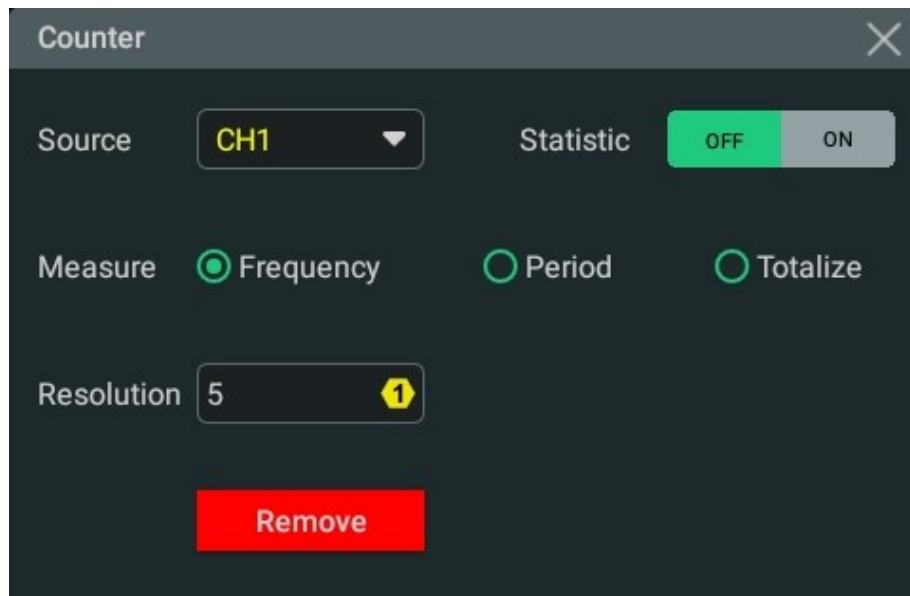 Counter
Source CH1 Statistic OFF ON
Measure Frequency Period Totalize
Resolution 5 1
Remove